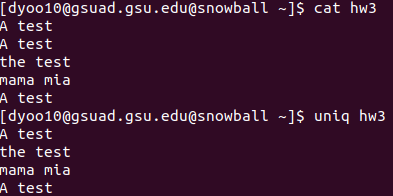 [dyoo10@gsuad.gsu.edu@snowball ~]$ cat hw3
A test
A test
the test
mama mia
A test
[dyoo10@gsuad.gsu.edu@snowball ~]$ uniq hw3
A test
the test
mama mia
A test